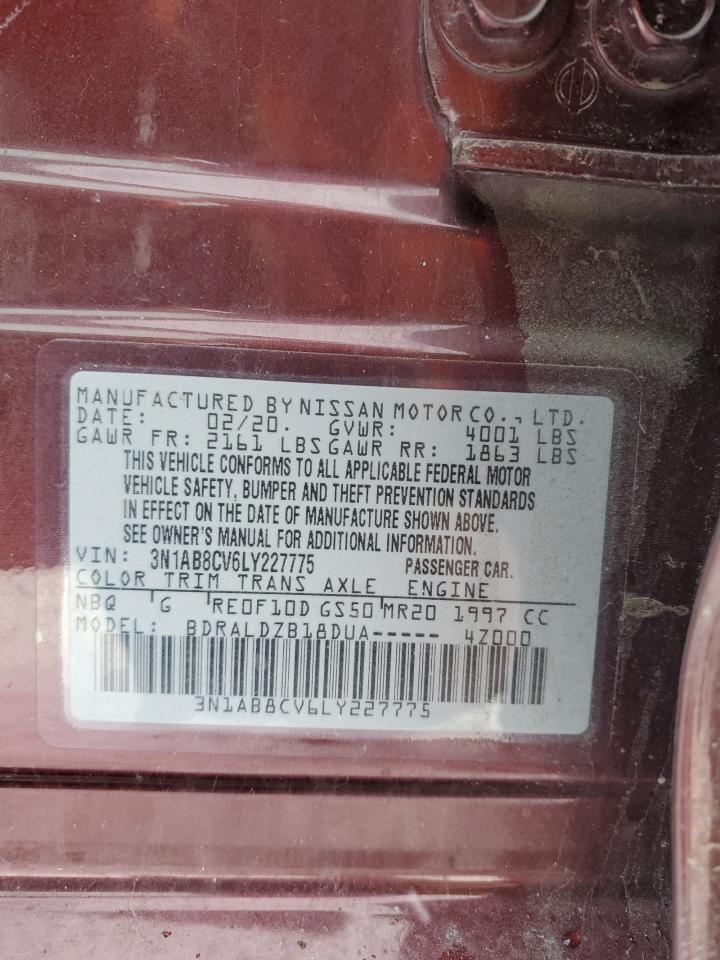 MANUFACTURED BY NISSAN MOTOR CO., LTD.
DATE: 02/20. GVWR: 4001 LBS
GAWR FR: 2161 LBS GAWR RR: 1863 LBS
THIS VEHICLE CONFORMS TO ALL APPLICABLE FEDERAL MOTOR
VEHICLE SAFETY, BUMPER AND THEFT PREVENTION STANDARDS
IN EFFECT ON THE DATE OF MANUFACTURE SHOWN ABOVE.
SEE OWNER'S MANUAL FOR ADDITIONAL INFORMATION.
VIN: 3N1AB8CV6LY227775 PASSENGER CAR.
COLOR TRIM TRANS AXLE ENGINE
NBQ G RE0F10D GS50 MR20 1997 CC
MODEL: BDRALDZB18DUA----- 4Z000
3N1AB8CV6LY227775